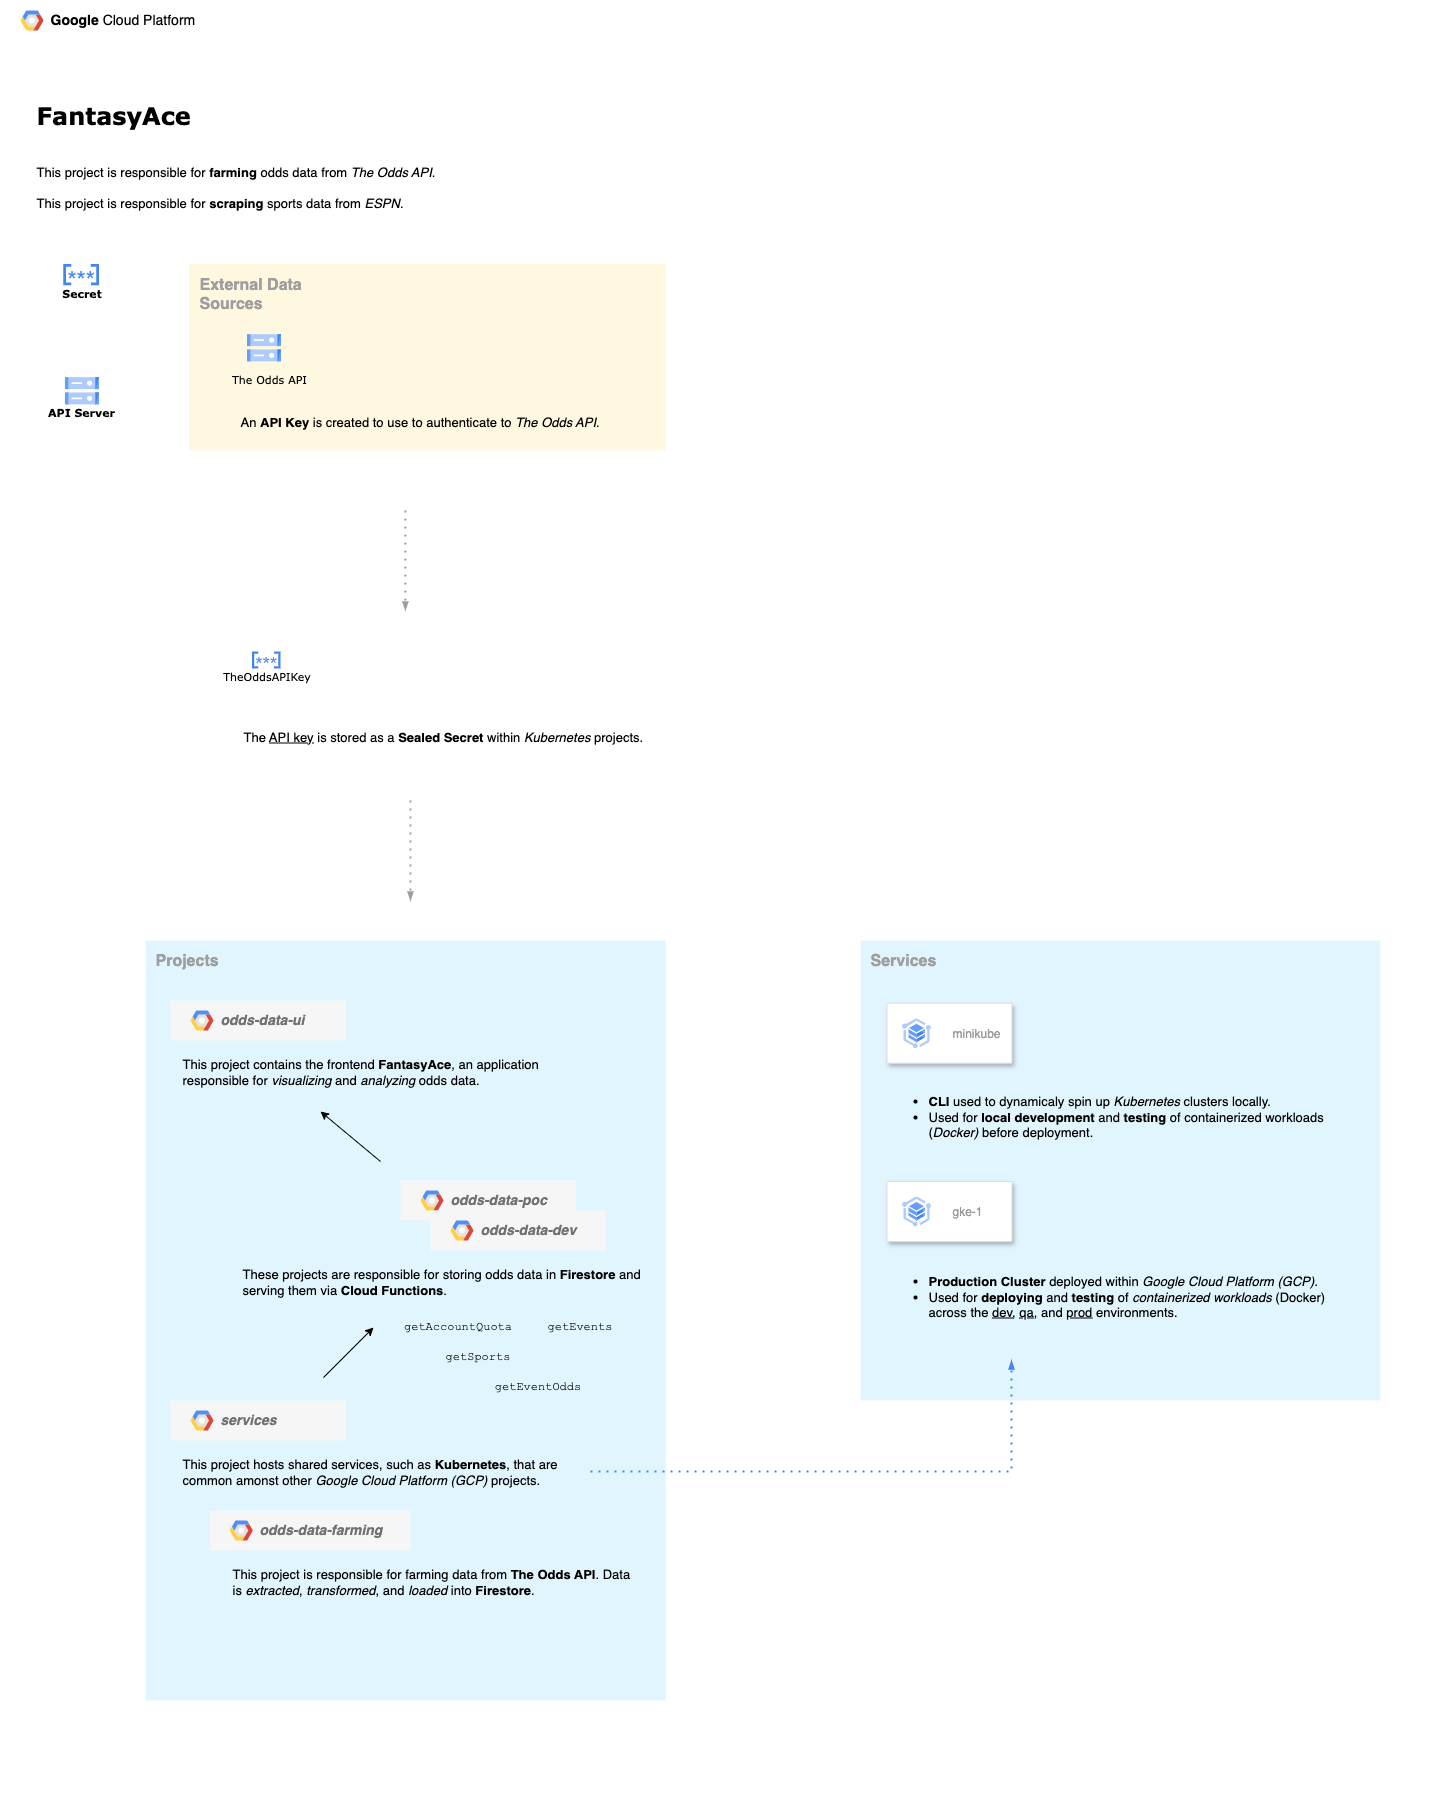 Google Cloud Platform
FantasyAce
This project is responsible for farming odds data from The Odds API.
This project is responsible for scraping sports data from ESPN.
[***]
Secret
API Server
External Data
Sources
The Odds API
An API Key is created to use to authenticate to The Odds API.
[***]
TheOddsAPIKey
The API key is stored as a Sealed Secret within Kubernetes projects.
Projects
odds-data-ui
This project contains the frontend FantasyAce, an application
responsible for visualizing and analyzing odds data.
odds-data-poc
odds-data-dev
These projects are responsible for storing odds data in Firestore and
serving them via Cloud Functions.
getAccountQuota getEvents
getSports
getEventOdds
services
This project hosts shared services, such as Kubernetes, that are
common amonst other Google Cloud Platform (GCP) projects.
odds-data-farming
This project is responsible for farming data from The Odds API. Data
is extracted, transformed, and loaded into Firestore.
Services
minikube
• CLI used to dynamicaly spin up Kubernetes clusters locally.
• Used for local development and testing of containerized workloads
(Docker) before deployment.
gke-1
• Production Cluster deployed within Google Cloud Platform (GCP).
• Used for deploying and testing of containerized workloads (Docker)
across the dev, qa, and prod environments.